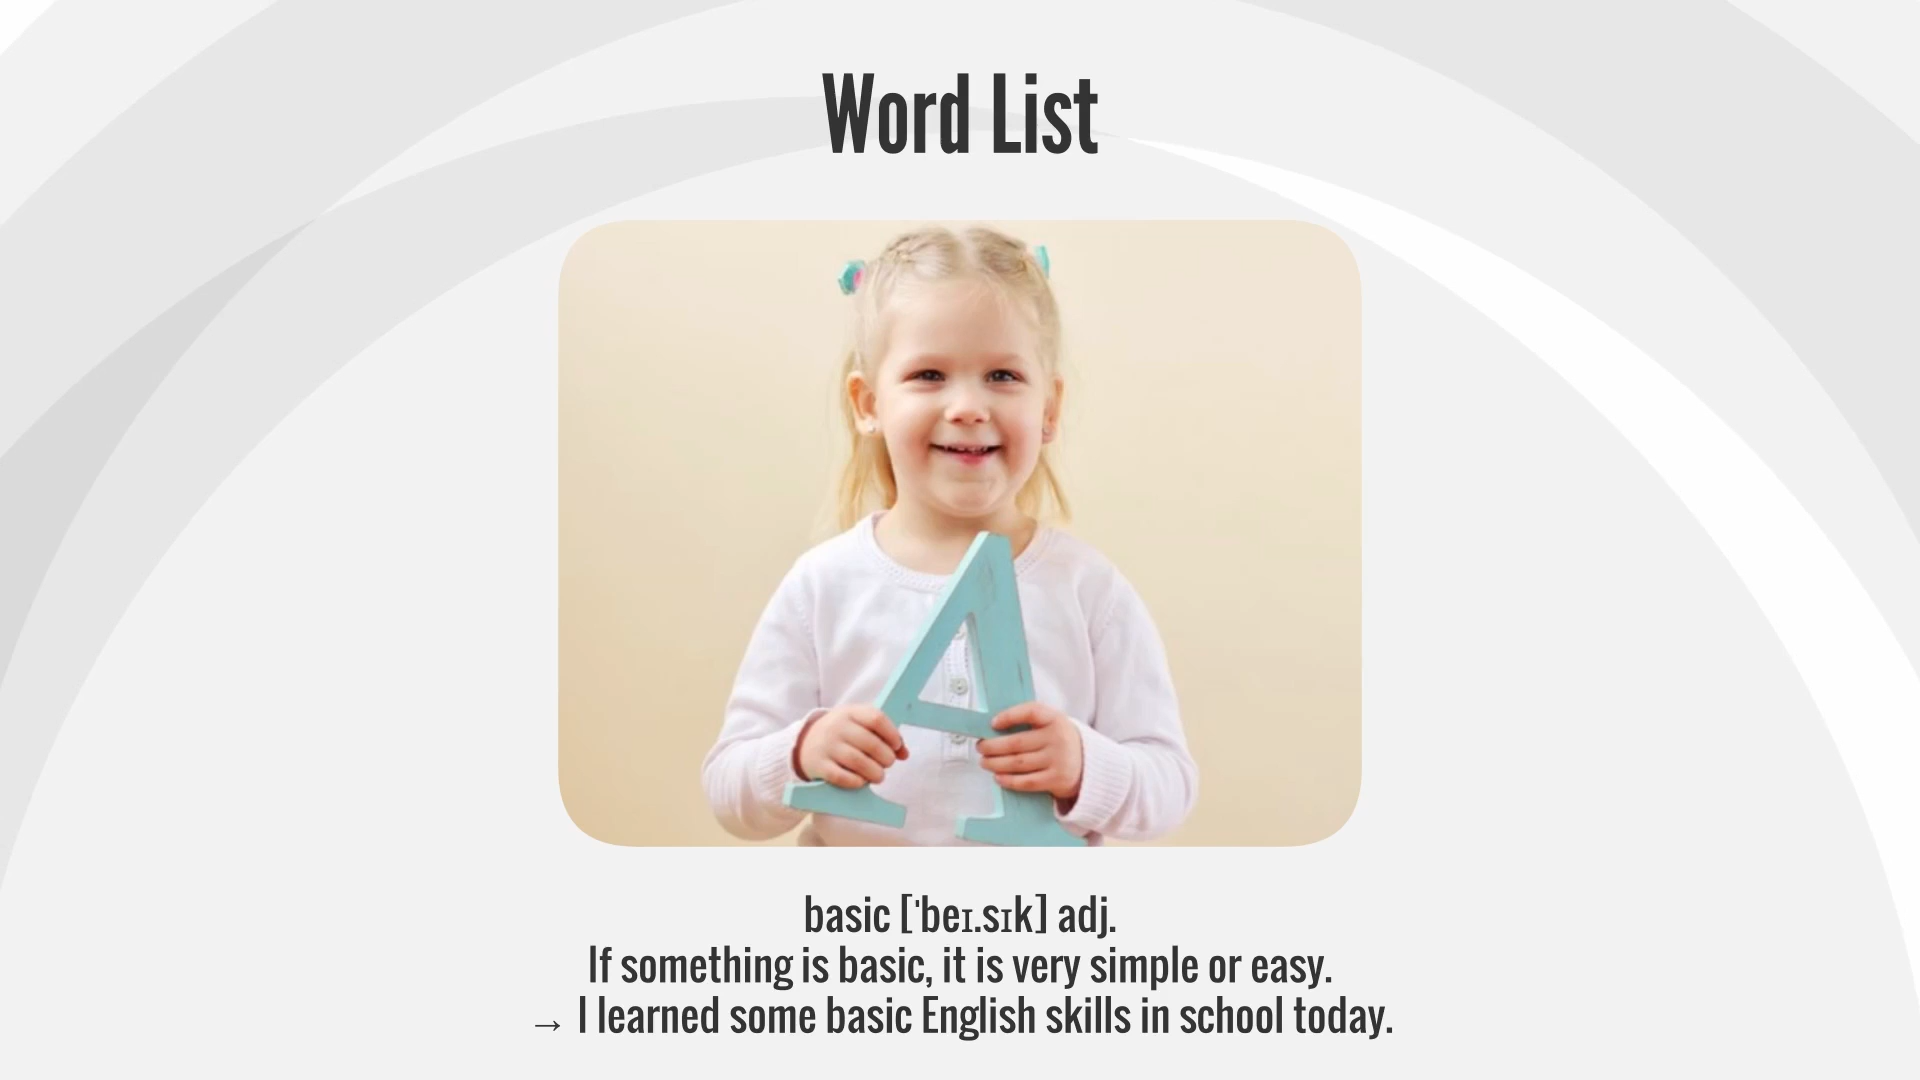 Word List
A
basic [ˈbeɪ.sɪk] adj.
If something is basic, it is very simple or easy.
→ I learned some basic English skills in school today.